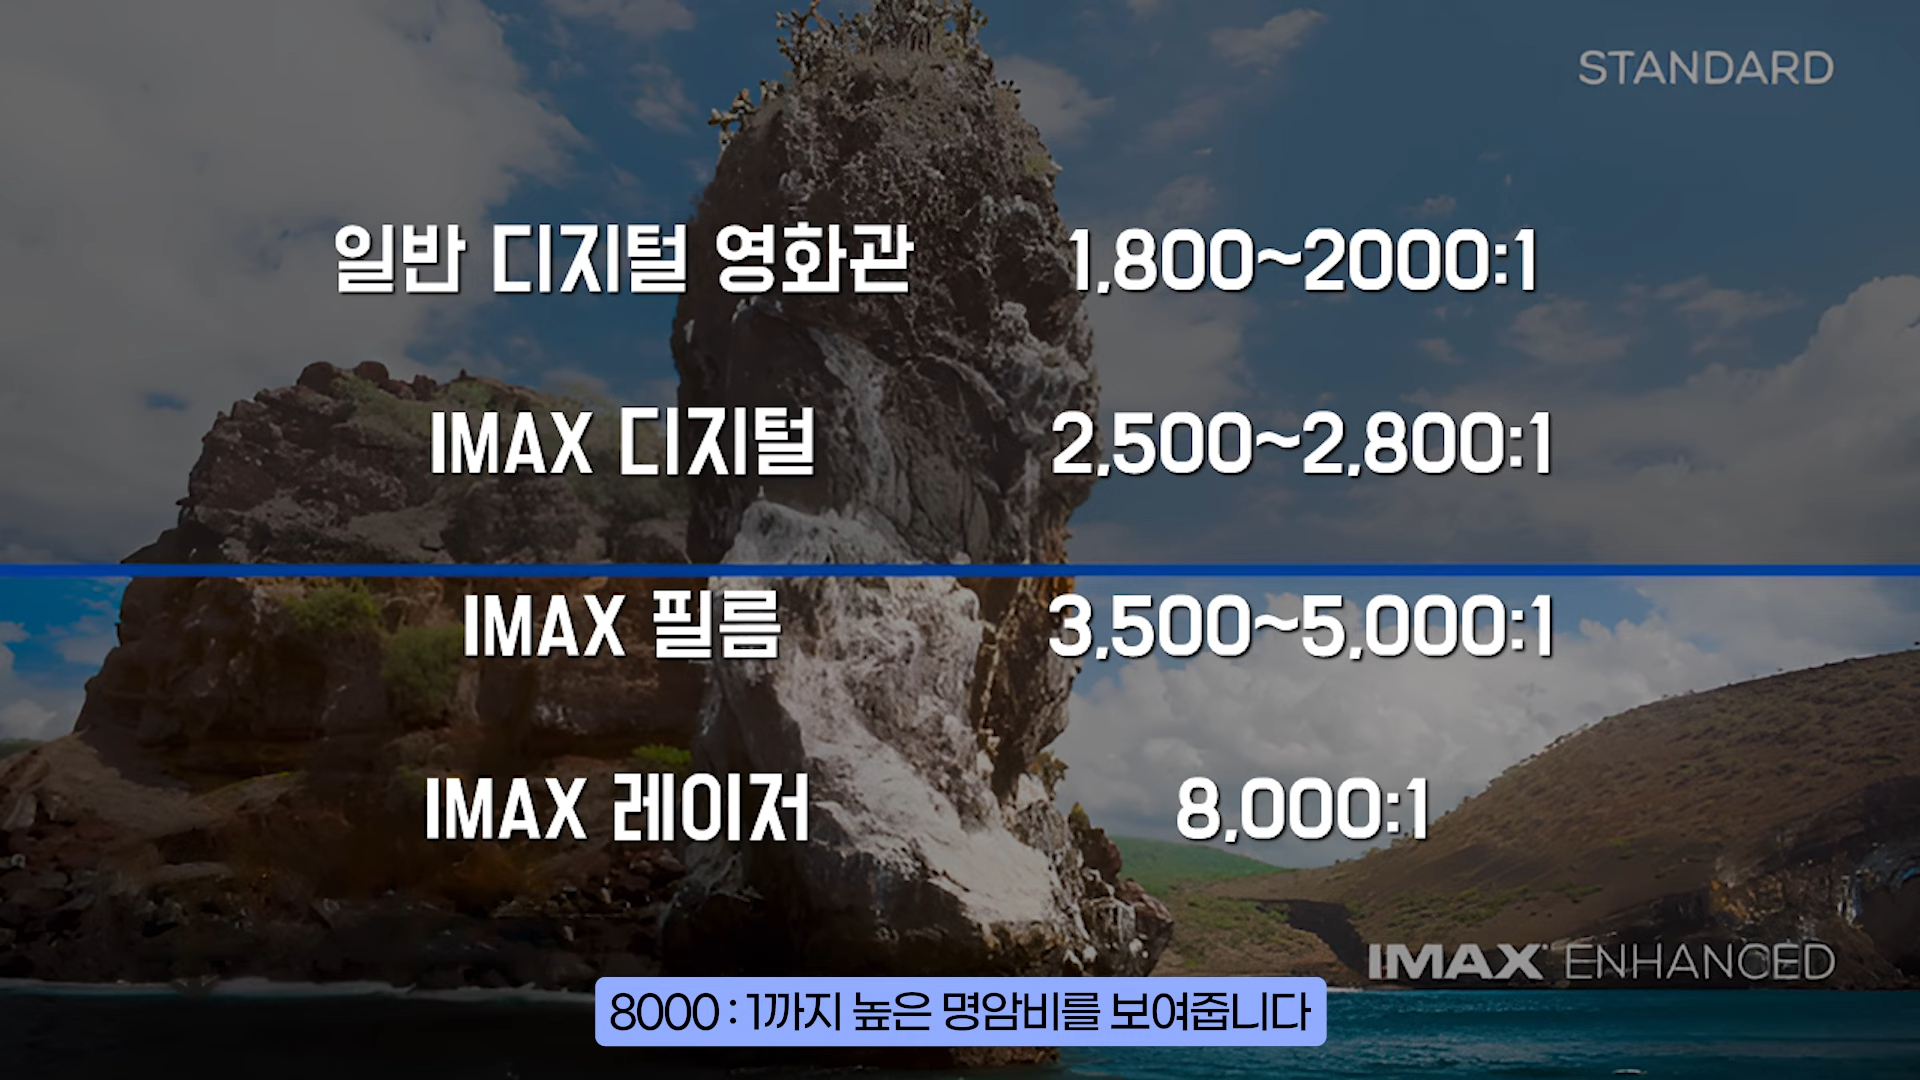 STANDARD
일반 디지털 영화관 1,800~2000:1
IMAX 디지털 2,500~2,800:1
IMAX 필름 3,500~5,000:1
IMAX 레이저 8,000:1
IMAX ENHANCED
8000 : 1까지 높은 명암비를 보여줍니다